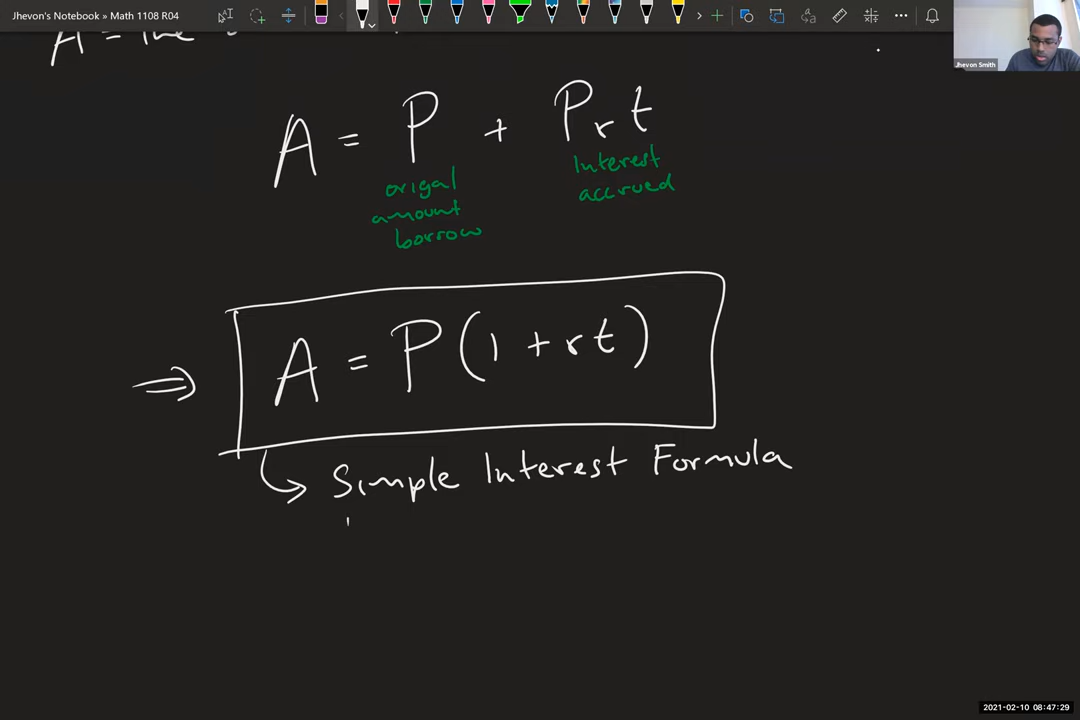 Jhevon's Notebook » Math 1108 R04
Jhevon Smith
A = The
A = P + Prt
origal
amount
borrow
Interest
accrued
⇒ A = P(1 + rt)
↳ Simple Interest Formula
2021-02-10 08:47:29